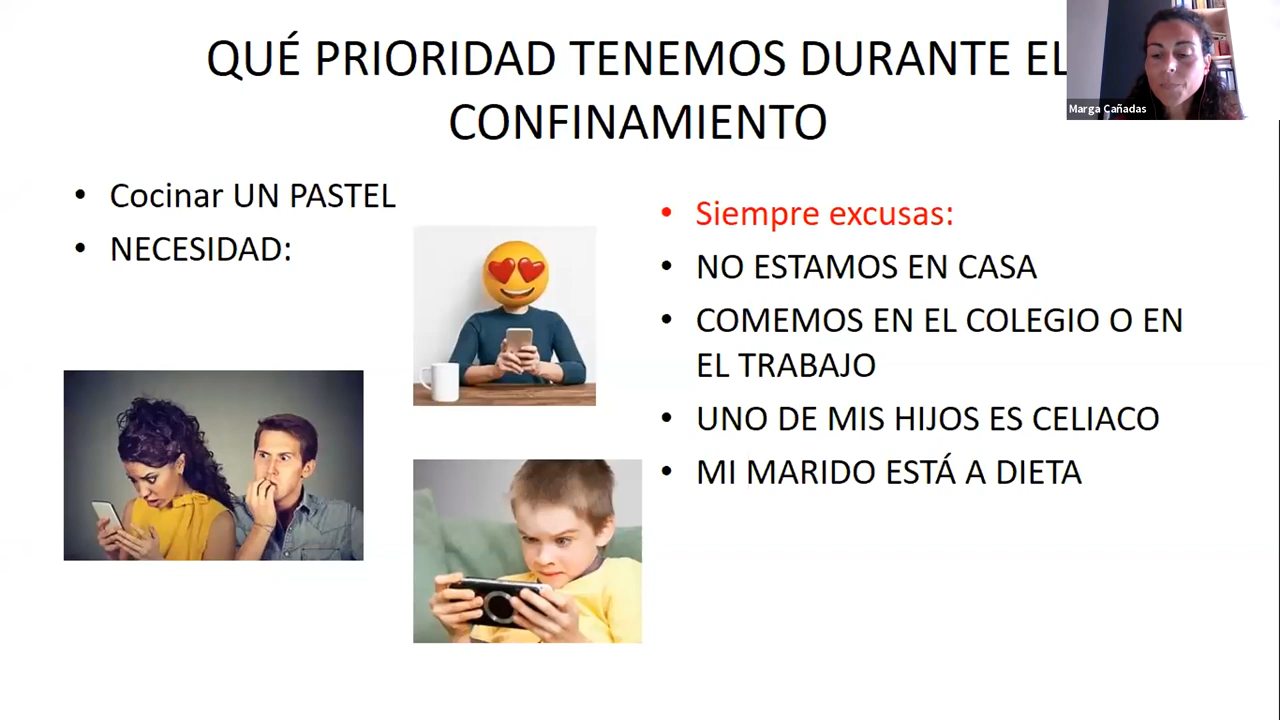 QUÉ PRIORIDAD TENEMOS DURANTE EL
CONFINAMIENTO
Marga Cañadas
• Cocinar UN PASTEL
• NECESIDAD:
• Siempre excusas:
• NO ESTAMOS EN CASA
• COMEMOS EN EL COLEGIO O EN
EL TRABAJO
• UNO DE MIS HIJOS ES CELIACO
• MI MARIDO ESTÁ A DIETA